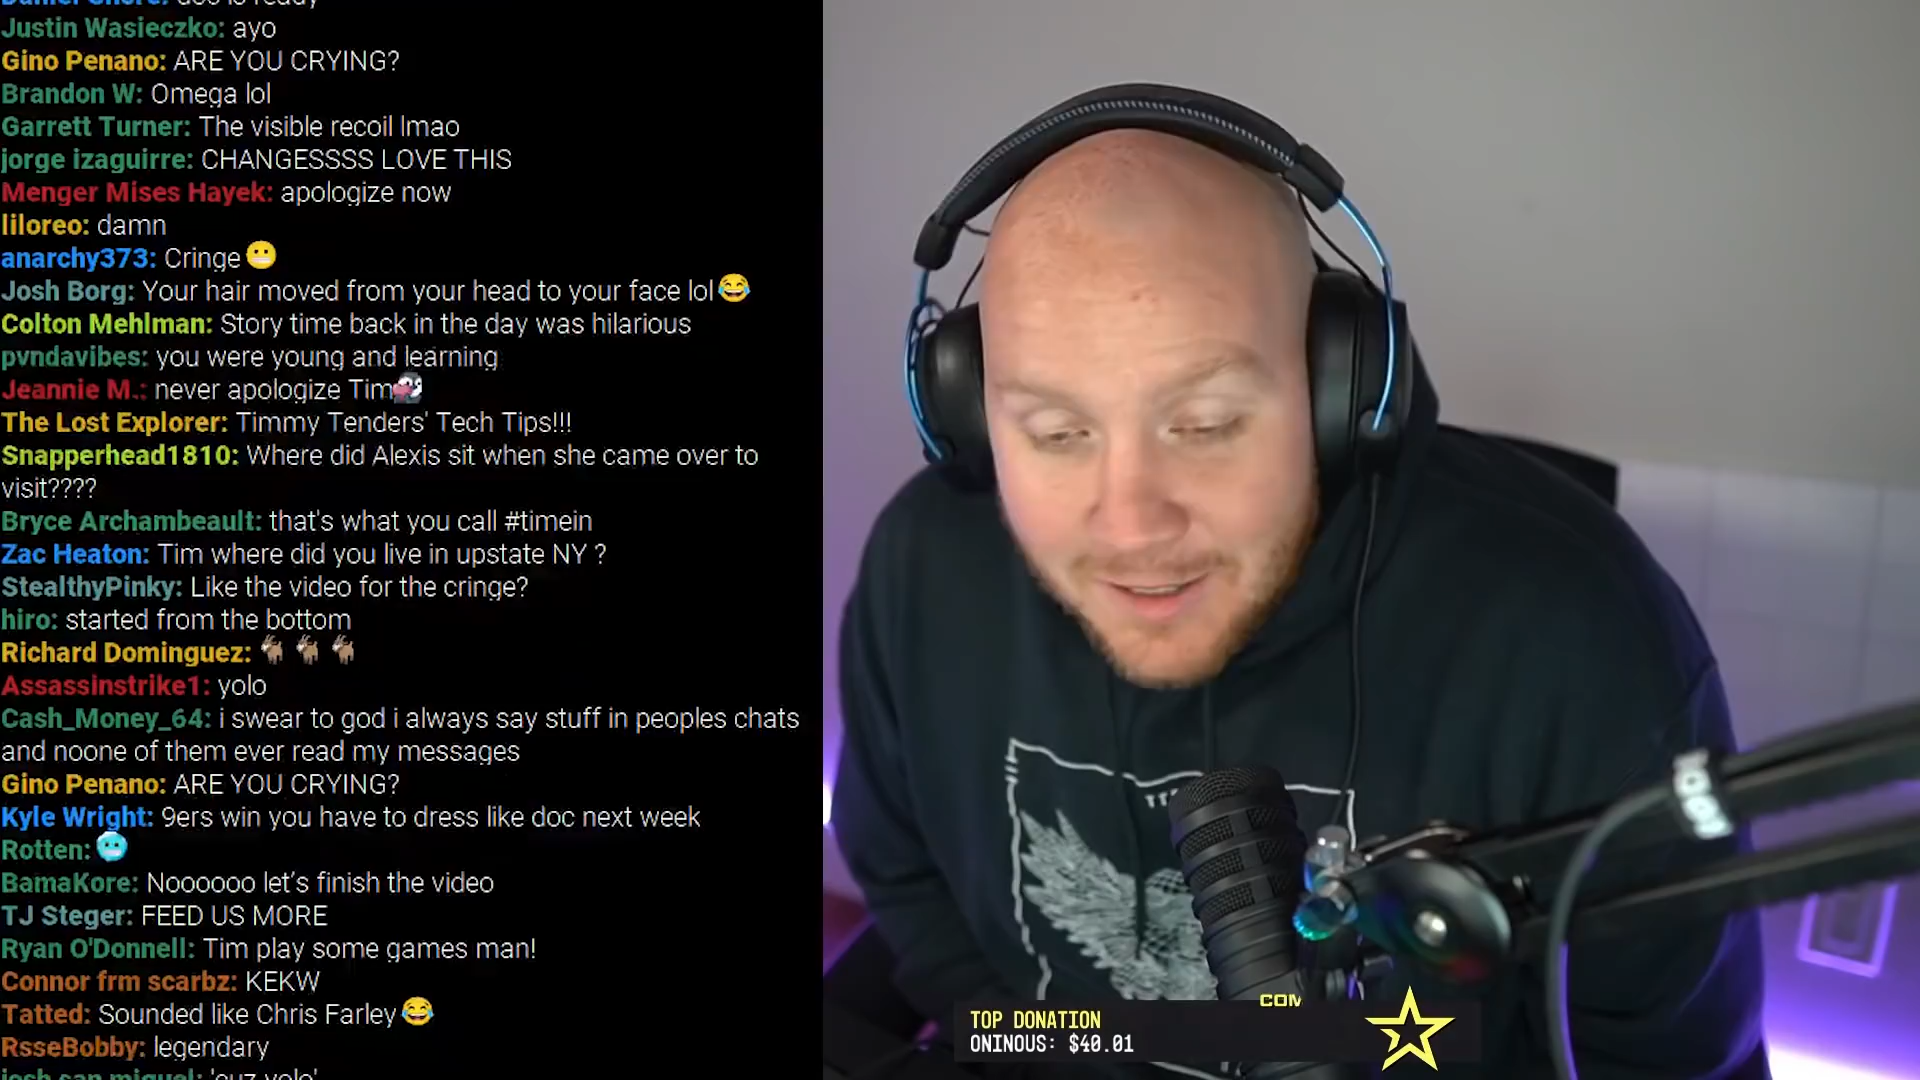 Justin Wasieczko: ayo
Gino Penano: ARE YOU CRYING?
Brandon W: Omega lol
Garrett Turner: The visible recoil lmao
jorge izaguirre: CHANGESSSS LOVE THIS
Menger Mises Hayek: apologize now
liloreo: damn
anarchy373: Cringe😬
Josh Borg: Your hair moved from your head to your face lol😂
Colton Mehlman: Story time back in the day was hilarious
pvndavibes: you were young and learning
Jeannie M.: never apologize Tim
The Lost Explorer: Timmy Tenders' Tech Tips!!!
Snapperhead1810: Where did Alexis sit when she came over to
visit????
Bryce Archambeault: that's what you call #timein
Zac Heaton: Tim where did you live in upstate NY ?
StealthyPinky: Like the video for the cringe?
hiro: started from the bottom
Richard Dominguez: 🐐 🐐 🐐
Assassinstrike1: yolo
Cash_Money_64: i swear to god i always say stuff in peoples chats
and noone of them ever read my messages
Gino Penano: ARE YOU CRYING?
Kyle Wright: 9ers win you have to dress like doc next week
Rotten: 🥶
BamaKore: Noooooo let’s finish the video
TJ Steger: FEED US MORE
Ryan O'Donnell: Tim play some games man!
Connor frm scarbz: KEKW
Tatted: Sounded like Chris Farley😂
RsseBobby: legendary
josh san miguel: 'cuz yolo'
COM
TOP DONATION
ONINOUS: $40.01